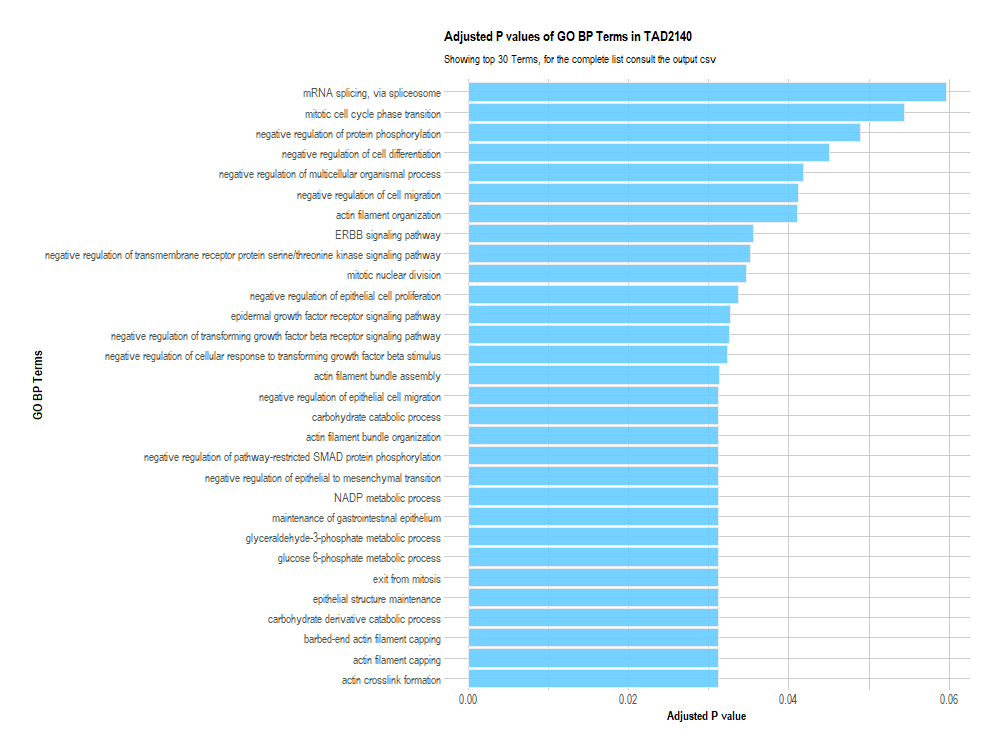 Adjusted P values of GO BP Terms in TAD2140
Showing top 30 Terms, for the complete list consult the output csv
GO BP Terms
mRNA splicing, via spliceosome
mitotic cell cycle phase transition
negative regulation of protein phosphorylation
negative regulation of cell differentiation
negative regulation of multicellular organismal process
negative regulation of cell migration
actin filament organization
ERBB signaling pathway
negative regulation of transmembrane receptor protein serine/threonine kinase signaling pathway
mitotic nuclear division
negative regulation of epithelial cell proliferation
epidermal growth factor receptor signaling pathway
negative regulation of transforming growth factor beta receptor signaling pathway
negative regulation of cellular response to transforming growth factor beta stimulus
actin filament bundle assembly
negative regulation of epithelial cell migration
carbohydrate catabolic process
actin filament bundle organization
negative regulation of pathway-restricted SMAD protein phosphorylation
negative regulation of epithelial to mesenchymal transition
NADP metabolic process
maintenance of gastrointestinal epithelium
glyceraldehyde-3-phosphate metabolic process
glucose 6-phosphate metabolic process
exit from mitosis
epithelial structure maintenance
carbohydrate derivative catabolic process
barbed-end actin filament capping
actin filament capping
actin crosslink formation
0.00 0.02 0.04 0.06
Adjusted P value